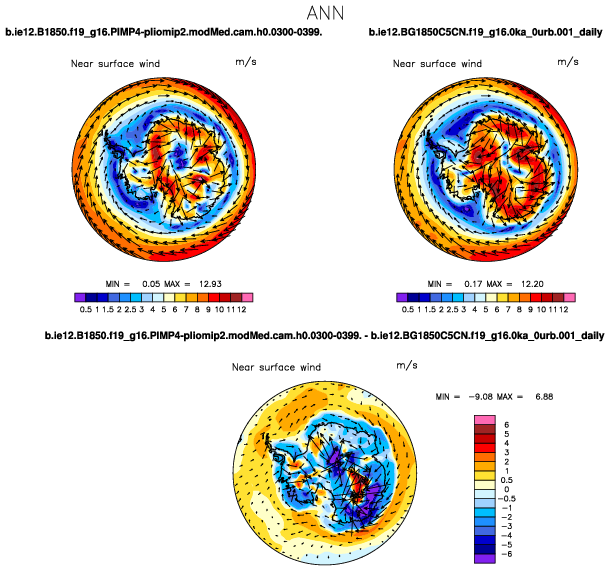 ANN
b.ie12.B1850.f19_g16.PIMP4-pliomip2.modMed.cam.h0.0300-0399.
b.ie12.BG1850C5CN.f19_g16.0ka_0urb.001_daily
Near surface wind m/s
Near surface wind m/s
MIN = 0.05 MAX = 12.93
MIN = 0.17 MAX = 12.20
0.5 1 1.5 2 2.5 3 4 5 6 7 8 9 10 11 12
0.5 1 1.5 2 2.5 3 4 5 6 7 8 9 10 11 12
b.ie12.B1850.f19_g16.PIMP4-pliomip2.modMed.cam.h0.0300-0399. - b.ie12.BG1850C5CN.f19_g16.0ka_0urb.001_daily
Near surface wind m/s
MIN = -9.08 MAX = 6.88
6
5
4
3
2
1
0.5
0
-0.5
-1
-2
-3
-4
-5
-6